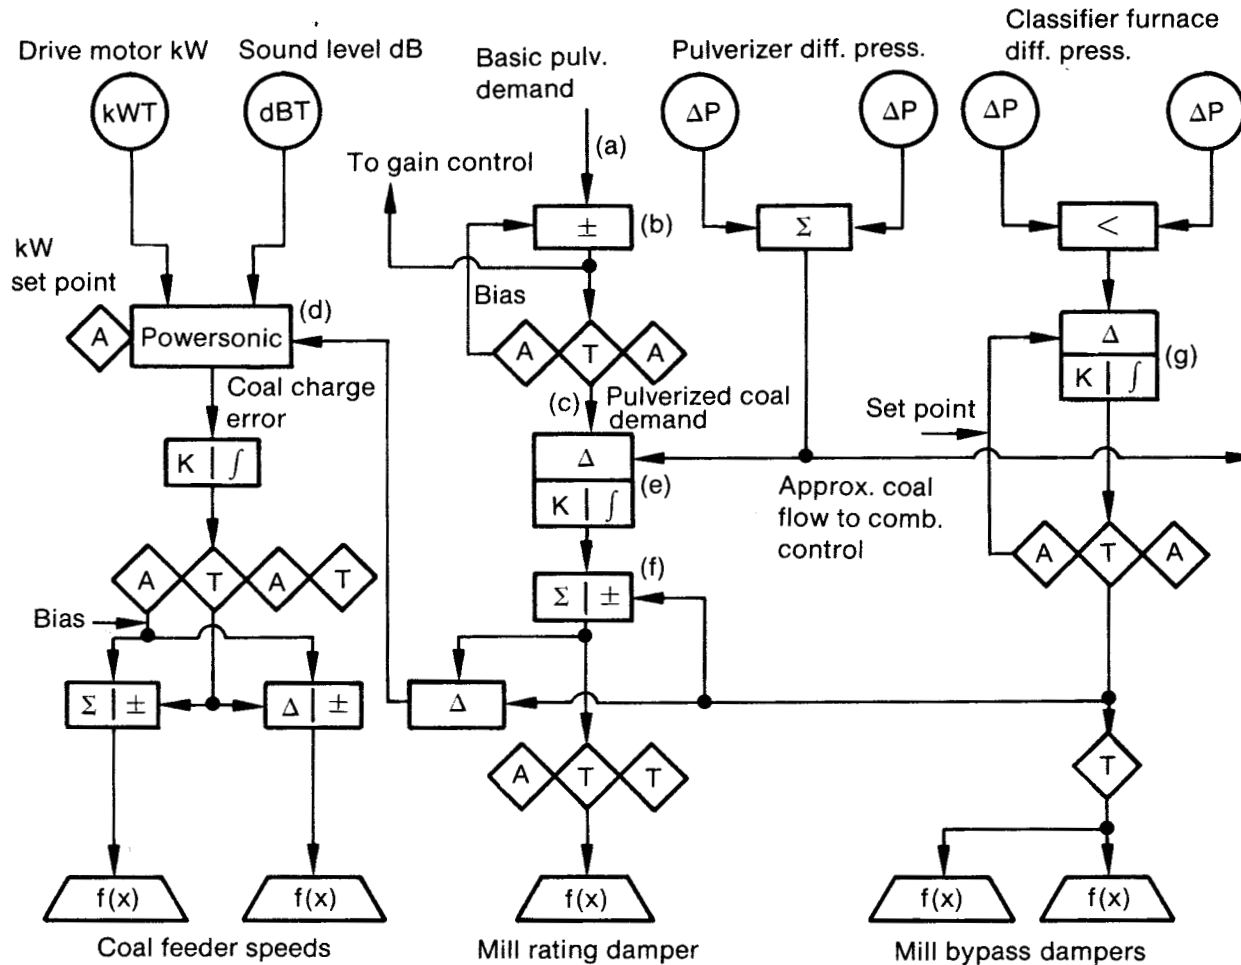 Classifier furnace
diff. press.
Drive motor kW
Sound level dB
Basic pulv.
demand
Pulverizer diff. press.
kWT
dBT
ΔP
ΔP
ΔP
ΔP
(a)
To gain control
±
(b)
Σ
<
kW
set point
A
Powersonic
(d)
Bias
A
T
A
Δ
K
∫
(g)
Coal charge
error
(c)
Pulverized coal
demand
Set point
K
∫
Δ
K
∫
(e)
Approx. coal
flow to comb.
control
A
T
A
T
A
T
A
Σ
±
(f)
Bias
Σ
±
Δ
±
Δ
A
T
T
T
f(x)
f(x)
f(x)
f(x)
f(x)
Coal feeder speeds
Mill rating damper
Mill bypass dampers